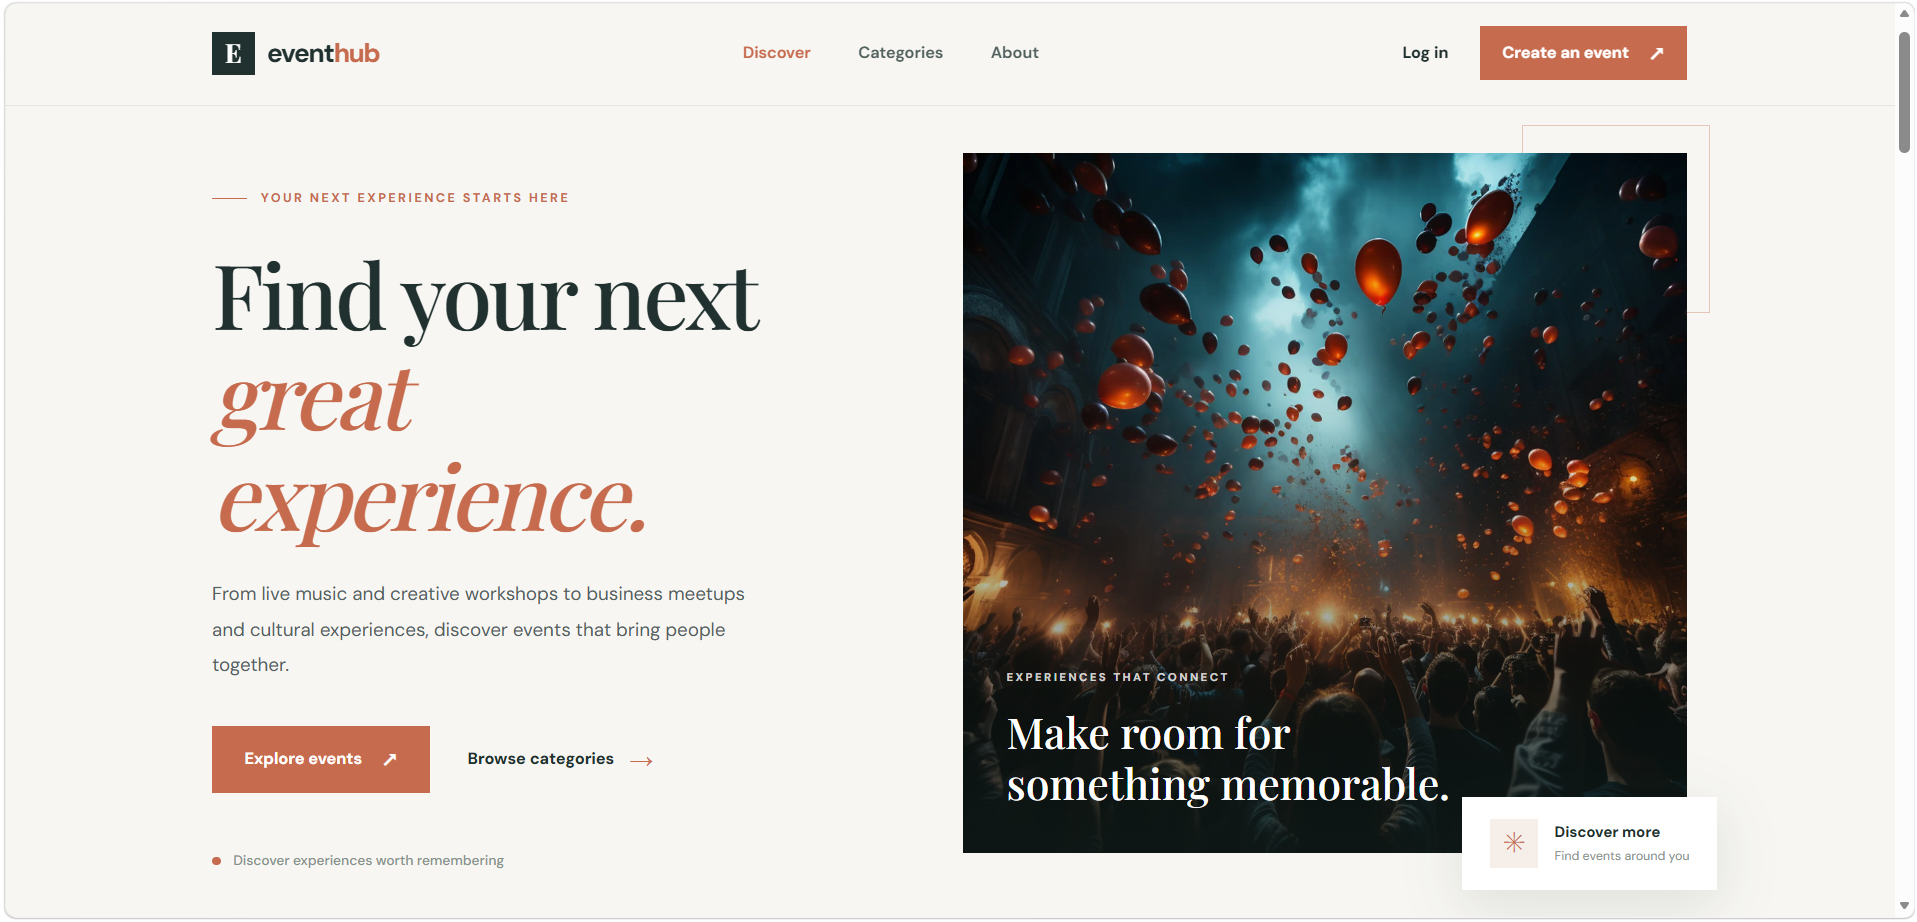 E eventhub
Discover Categories About
Log in Create an event ↗
YOUR NEXT EXPERIENCE STARTS HERE
Find your next
great
experience.
From live music and creative workshops to business meetups
and cultural experiences, discover events that bring people
together.
Explore events ↗ Browse categories →
Discover experiences worth remembering
EXPERIENCES THAT CONNECT
Make room for
something memorable.
Discover more
Find events around you